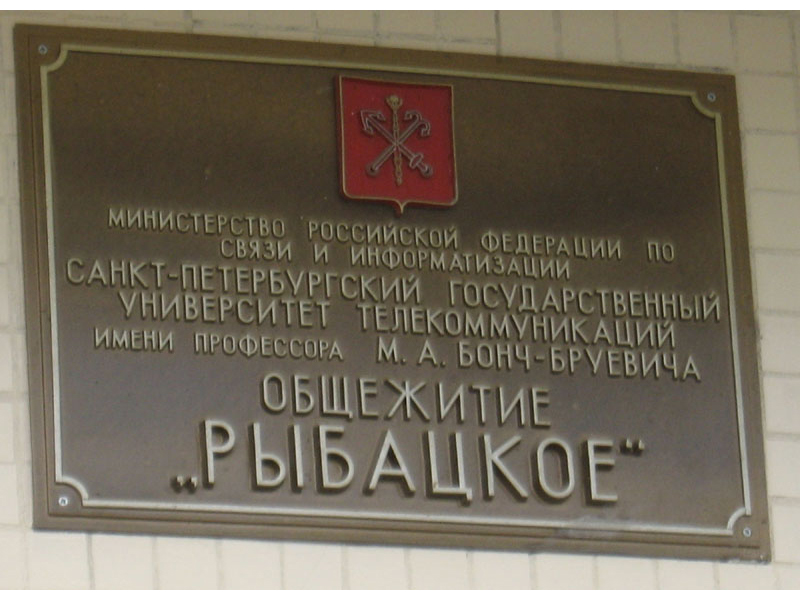 МИНИСТЕРСТВО РОССИЙСКОЙ ФЕДЕРАЦИИ ПО
СВЯЗИ И ИНФОРМАТИЗАЦИИ
САНКТ-ПЕТЕРБУРГСКИЙ ГОСУДАРСТВЕННЫЙ
УНИВЕРСИТЕТ ТЕЛЕКОММУНИКАЦИЙ
ИМЕНИ ПРОФЕССОРА М. А. БОНЧ-БРУЕВИЧА
ОБЩЕЖИТИЕ
„РЫБАЦКОЕ“